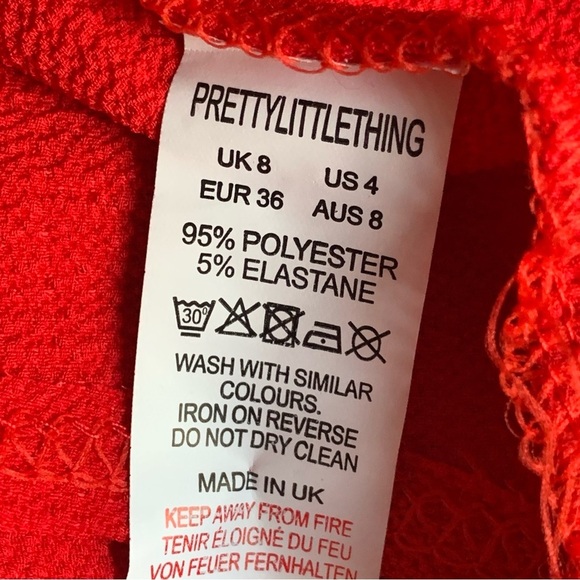 PRETTYLITTLETHING
UK 8 US 4
EUR 36 AUS 8
95% POLYESTER
5% ELASTANE
30°
WASH WITH SIMILAR
COLOURS.
IRON ON REVERSE
DO NOT DRY CLEAN
MADE IN UK
KEEP AWAY FROM FIRE
TENIR ÉLOIGNÉ DU FEU
VON FEUER FERNHALTEN